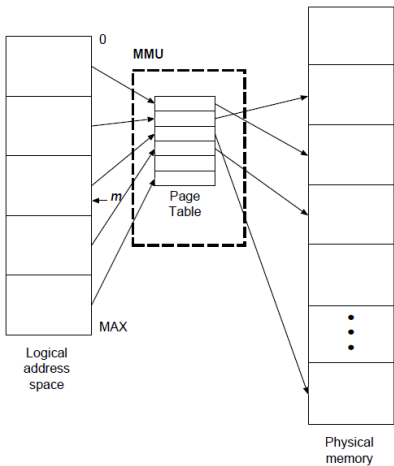 0
MMU
m
Page
Table
MAX
Logical
address
space
Physical
memory